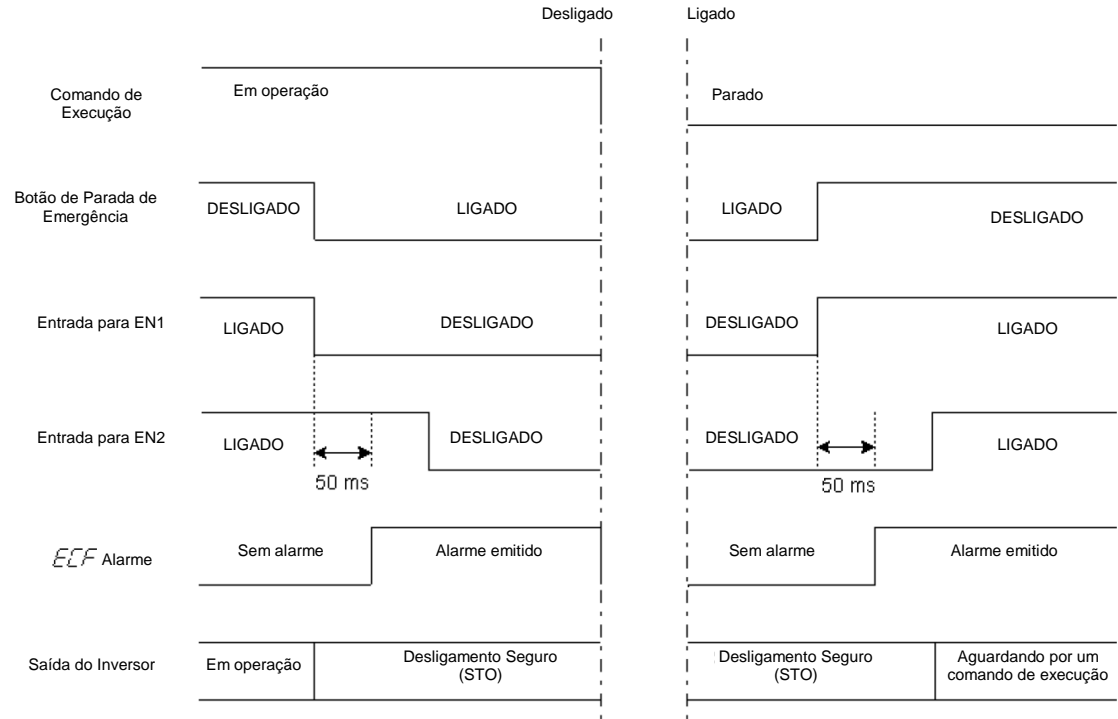 Desligado
Ligado
Comando de
Execução
Em operação
Parado
Botão de Parada de
Emergência
DESLIGADO
LIGADO
LIGADO
DESLIGADO
Entrada para EN1
LIGADO
DESLIGADO
DESLIGADO
LIGADO
Entrada para EN2
LIGADO
DESLIGADO
DESLIGADO
LIGADO
50 ms
50 ms
ECF Alarme
Sem alarme
Alarme emitido
Sem alarme
Alarme emitido
Saída do Inversor
Em operação
Desligamento Seguro
(STO)
Desligamento Seguro
(STO)
Aguardando por um
comando de execução